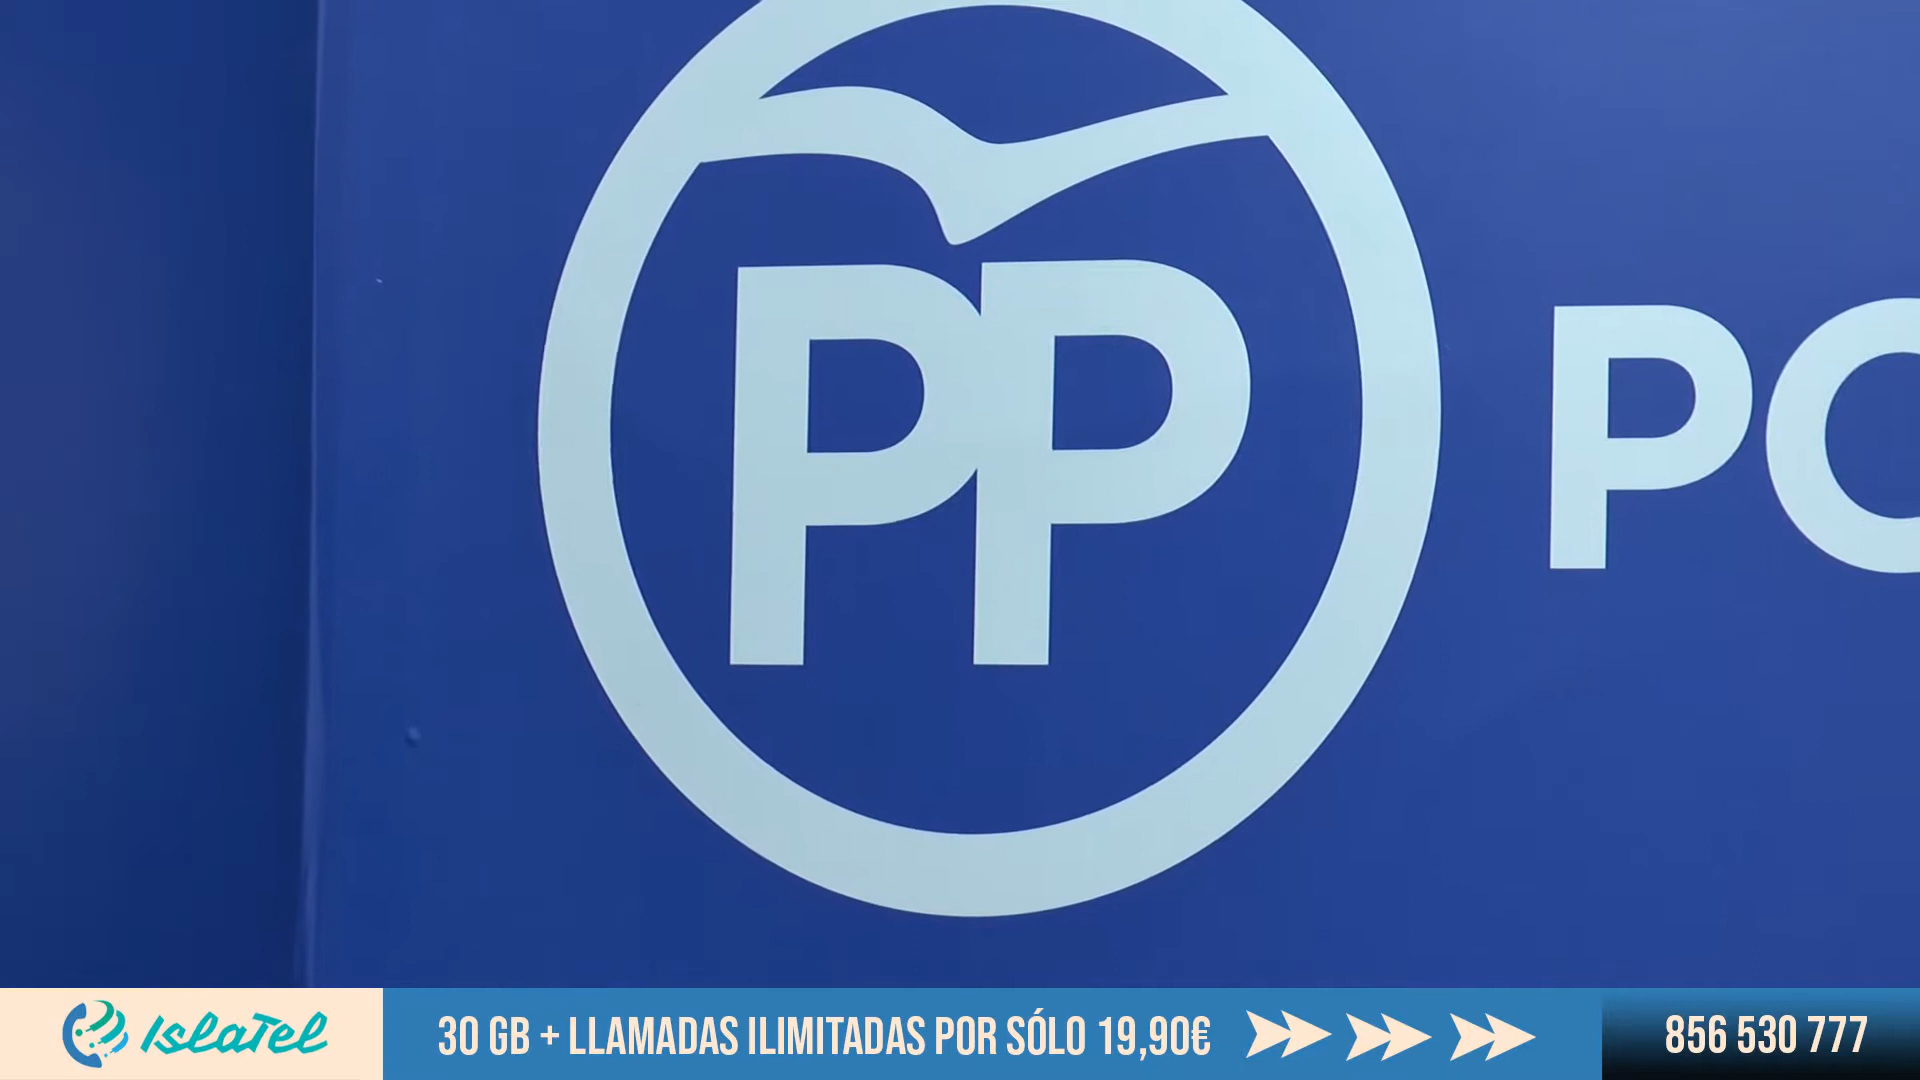 PP
PO
IslaTel
30 GB + LLAMADAS ILIMITADAS POR SÓLO 19,90€
856 530 777